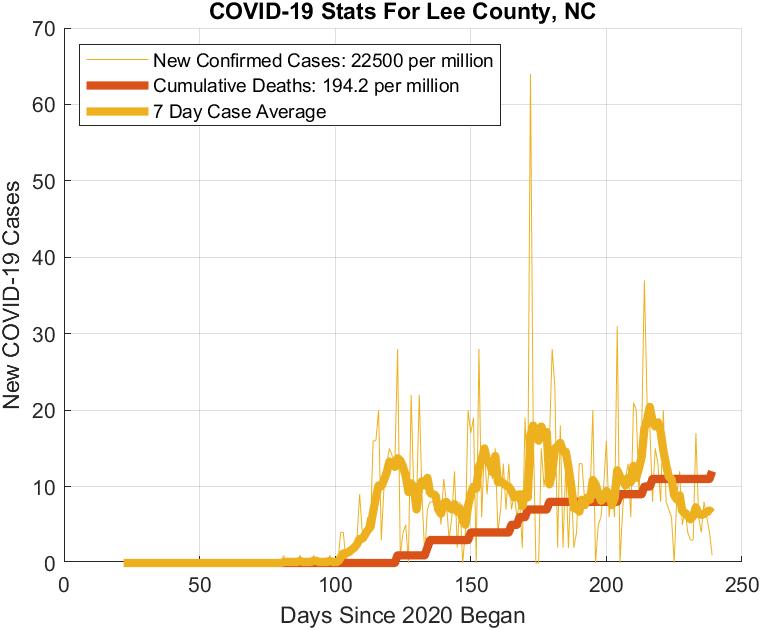 COVID-19 Stats For Lee County, NC
70
60
50
40
30
20
10
0
New COVID-19 Cases
New Confirmed Cases: 22500 per million
Cumulative Deaths: 194.2 per million
7 Day Case Average
0 50 100 150 200 250
Days Since 2020 Began